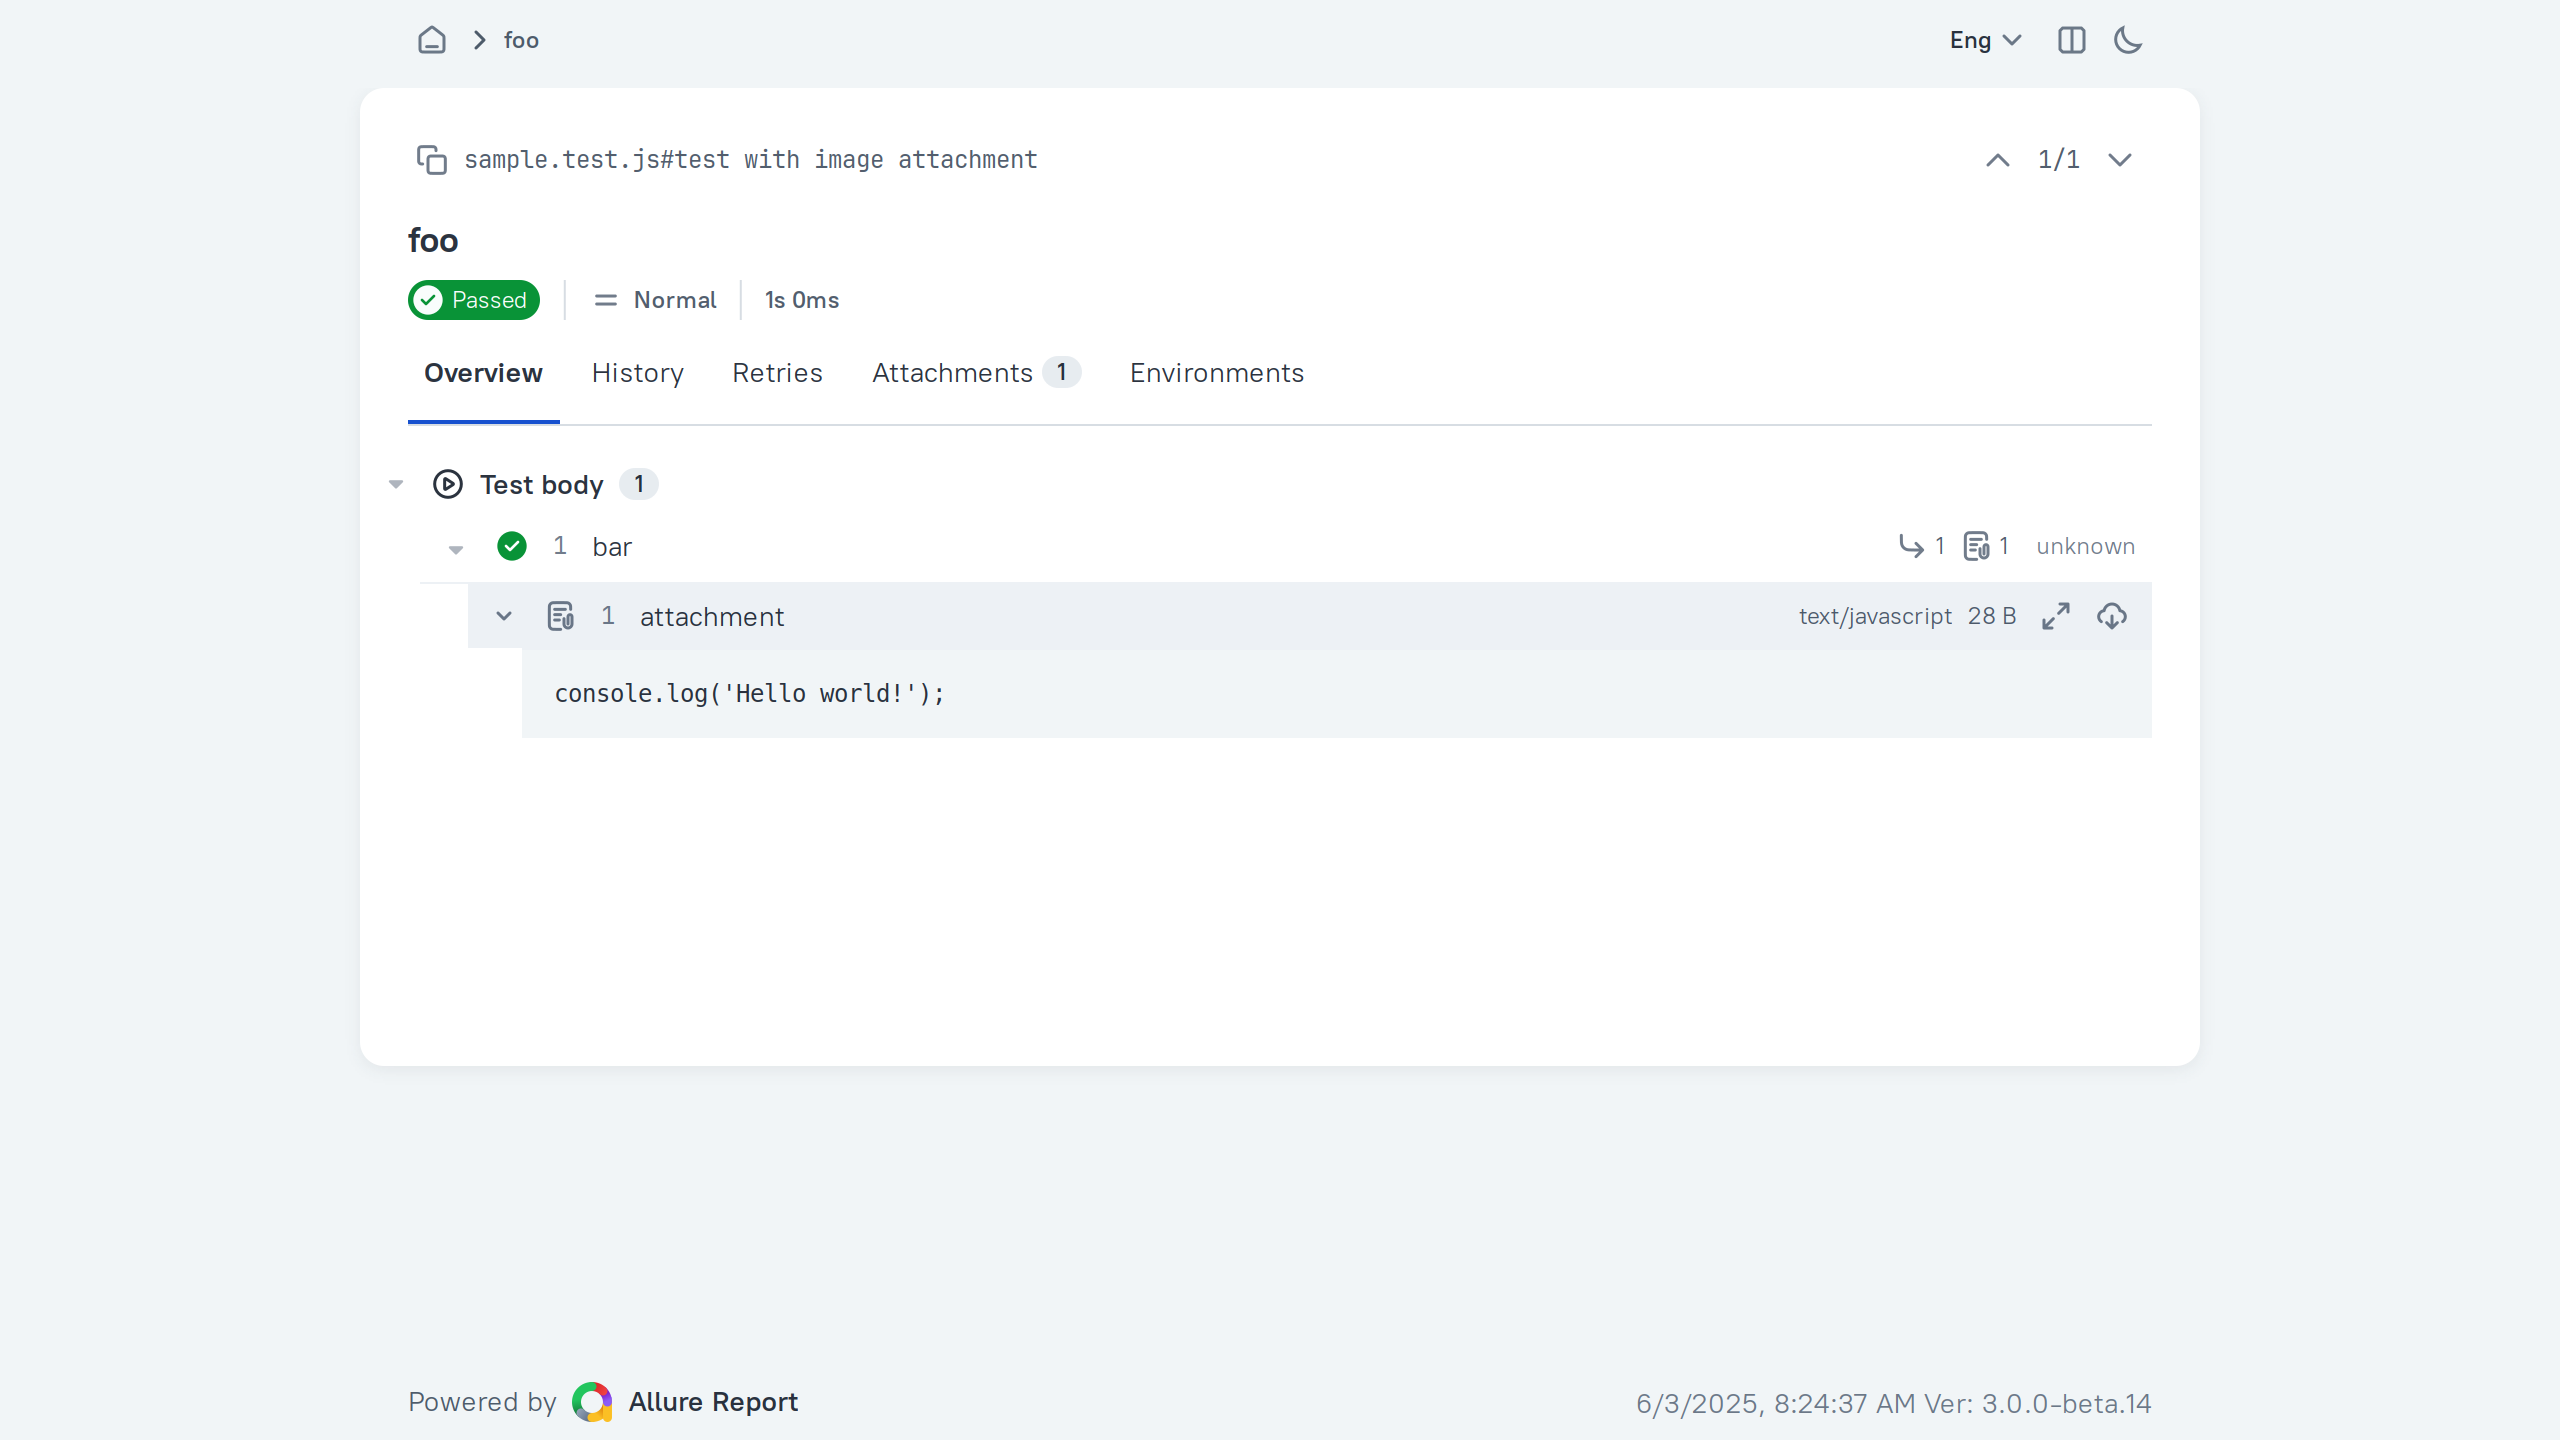 foo
Eng
sample.test.js#test with image attachment
1/1
foo
Passed Normal 1s 0ms
Overview History Retries Attachments 1 Environments
Test body 1
1 bar 1 1 unknown
1 attachment text/javascript 28 B
console.log('Hello world!');
Powered by Allure Report
6/3/2025, 8:24:37 AM Ver: 3.0.0-beta.14